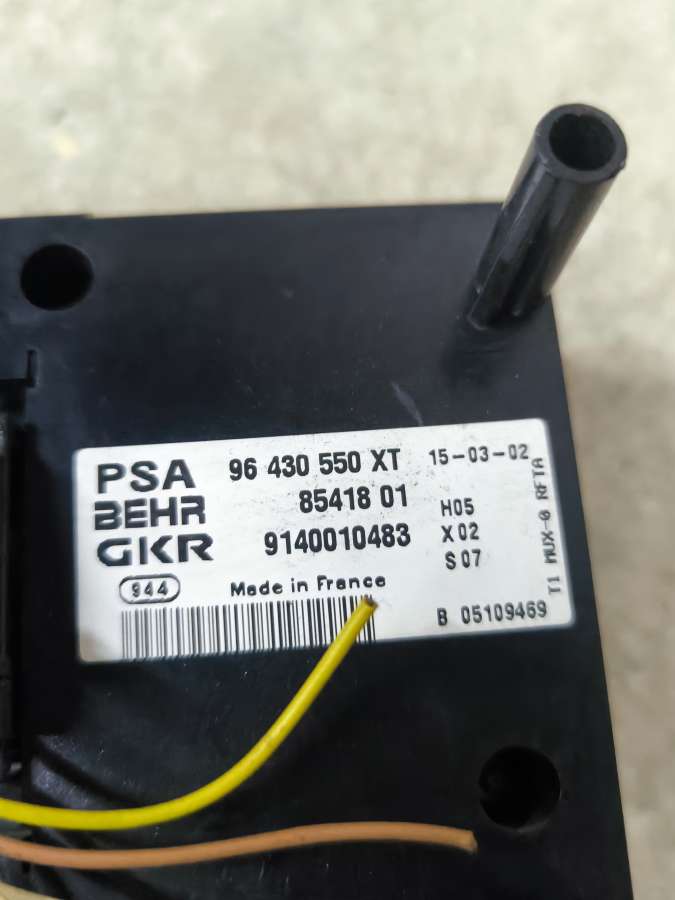 PSA 96 430 550 XT 15-03-02
BEHR 85418 01 H05
GKR 9140010483 X02
S07
944 Made in France
B 05109469
T1 MUX-0 RFTA